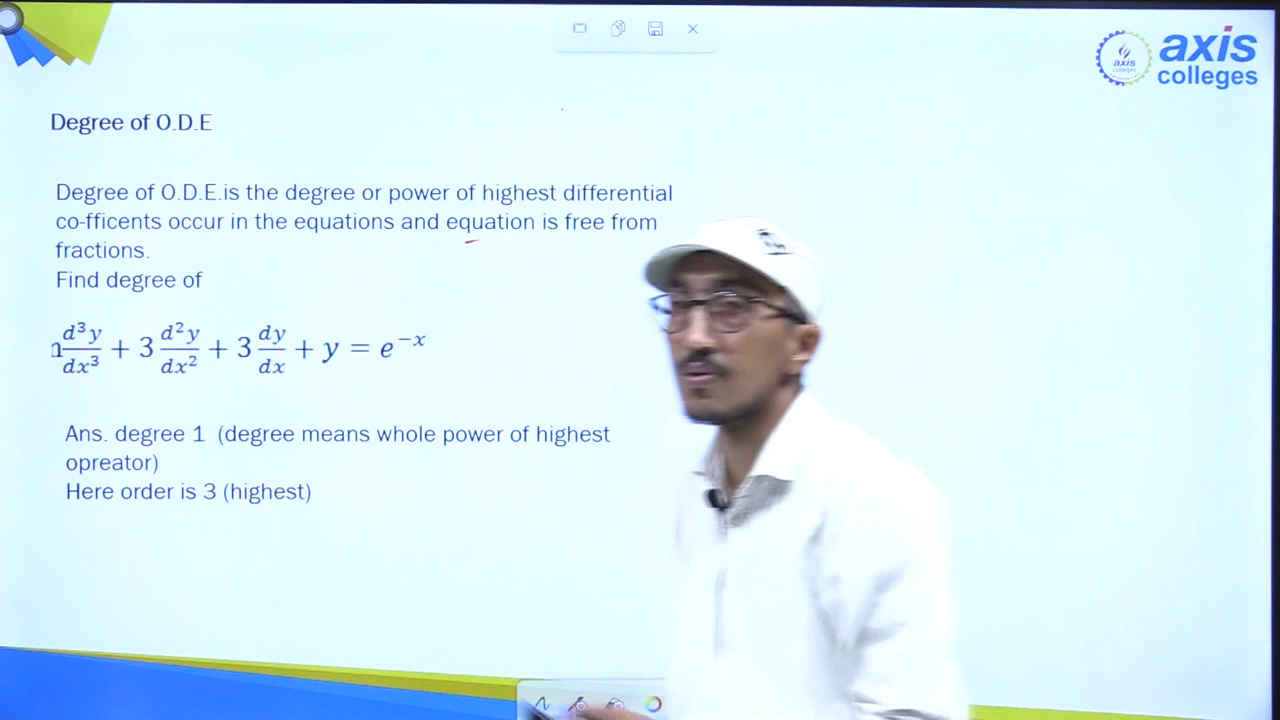 axis
colleges
axis
colleges
Degree of O.D.E
Degree of O.D.E.is the degree or power of highest differential
co-fficents occur in the equations and equation is free from
fractions.
Find degree of
d³y/dx³ + 3 d²y/dx² + 3 dy/dx + y = e⁻ˣ
Ans. degree 1 (degree means whole power of highest
opreator)
Here order is 3 (highest)